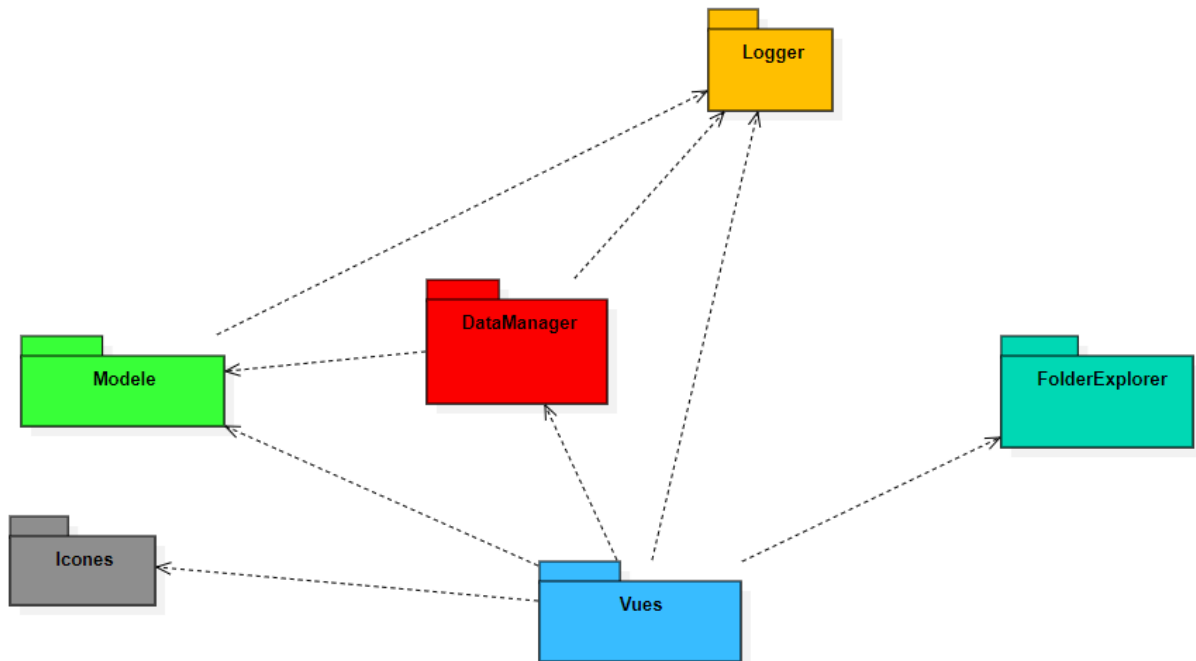 Logger
DataManager
Modele
FolderExplorer
Icones
Vues